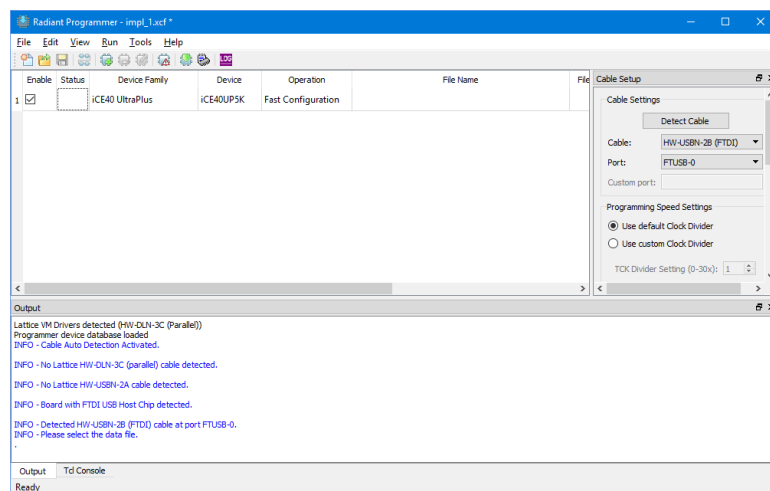 Radiant Programmer - impl_1.xcf *
File Edit View Run Tools Help
LOG
Enable Status Device Family Device Operation File Name File
1 iCE40 UltraPlus iCE40UP5K Fast Configuration
Cable Setup
Cable Settings
Detect Cable
Cable: HW-USBN-2B (FTDI)
Port: FTUSB-0
Custom port:
Programming Speed Settings
Use default Clock Divider
Use custom Clock Divider
TCK Divider Setting (0-30x): 1
Output
Lattice VM Drivers detected (HW-DLN-3C (Parallel))
Programmer device database loaded
INFO - Cable Auto Detection Activated.
INFO - No Lattice HW-DLN-3C (parallel) cable detected.
INFO - No Lattice HW-USBN-2A cable detected.
INFO - Board with FTDI USB Host Chip detected.
INFO - Detected HW-USBN-2B (FTDI) cable at port FTUSB-0.
INFO - Please select the data file.
.
Output Tcl Console
Ready